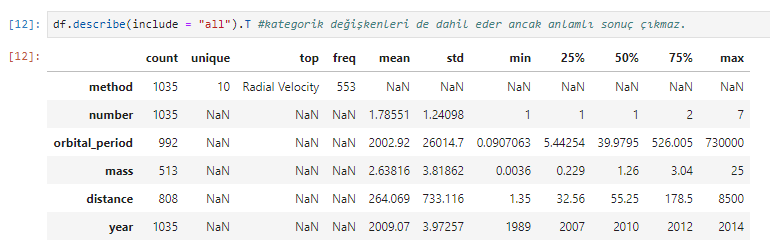 [12]: df.describe(include = "all").T #kategorik değişkenleri de dahil eder ancak anlamlı sonuç çıkmaz.
[12]: count unique top freq mean std min 25% 50% 75% max
method 1035 10 Radial Velocity 553 NaN NaN NaN NaN NaN NaN NaN
number 1035 NaN NaN NaN 1.78551 1.24098 1 1 1 2 7
orbital_period 992 NaN NaN NaN 2002.92 26014.7 0.0907063 5.44254 39.9795 526.005 730000
mass 513 NaN NaN NaN 2.63816 3.81862 0.0036 0.229 1.26 3.04 25
distance 808 NaN NaN NaN 264.069 733.116 1.35 32.56 55.25 178.5 8500
year 1035 NaN NaN NaN 2009.07 3.97257 1989 2007 2010 2012 2014